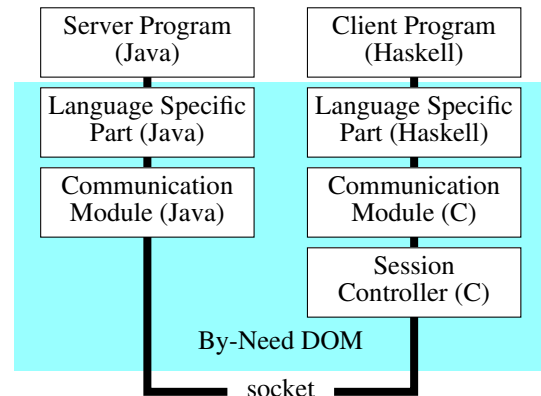 Server Program
(Java)
Client Program
(Haskell)
Language Specific
Part (Java)
Language Specific
Part (Haskell)
Communication
Module (Java)
Communication
Module (C)
Session
Controller (C)
By-Need DOM
socket